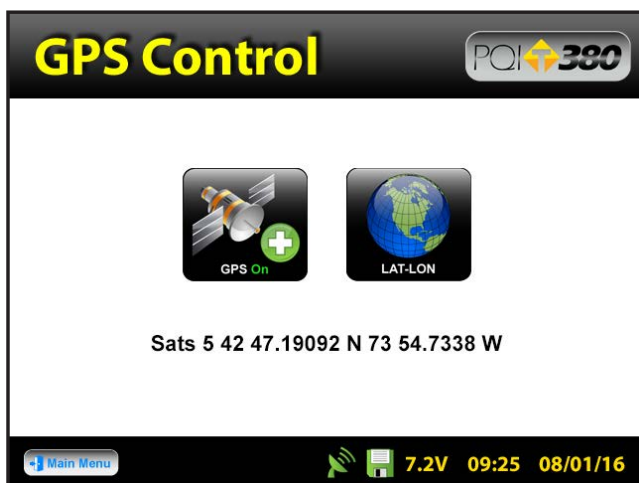 GPS Control
PQI T 380
GPS On
LAT-LON
Sats 5 42 47.19092 N 73 54.7338 W
Main Menu
7.2V 09:25 08/01/16